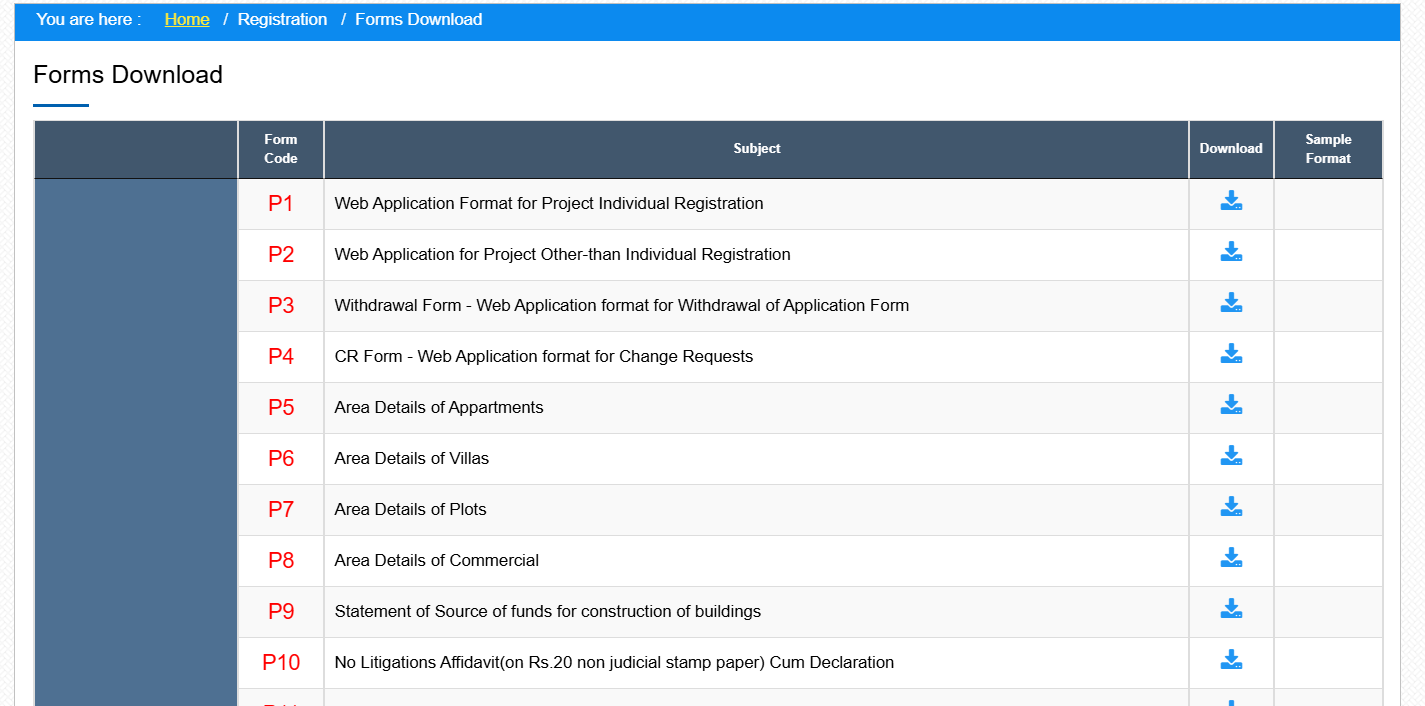 You are here : Home / Registration / Forms Download
Forms Download
Form Code Subject Download Sample Format
P1 Web Application Format for Project Individual Registration
P2 Web Application for Project Other-than Individual Registration
P3 Withdrawal Form - Web Application format for Withdrawal of Application Form
P4 CR Form - Web Application format for Change Requests
P5 Area Details of Appartments
P6 Area Details of Villas
P7 Area Details of Plots
P8 Area Details of Commercial
P9 Statement of Source of funds for construction of buildings
P10 No Litigations Affidavit(on Rs.20 non judicial stamp paper) Cum Declaration